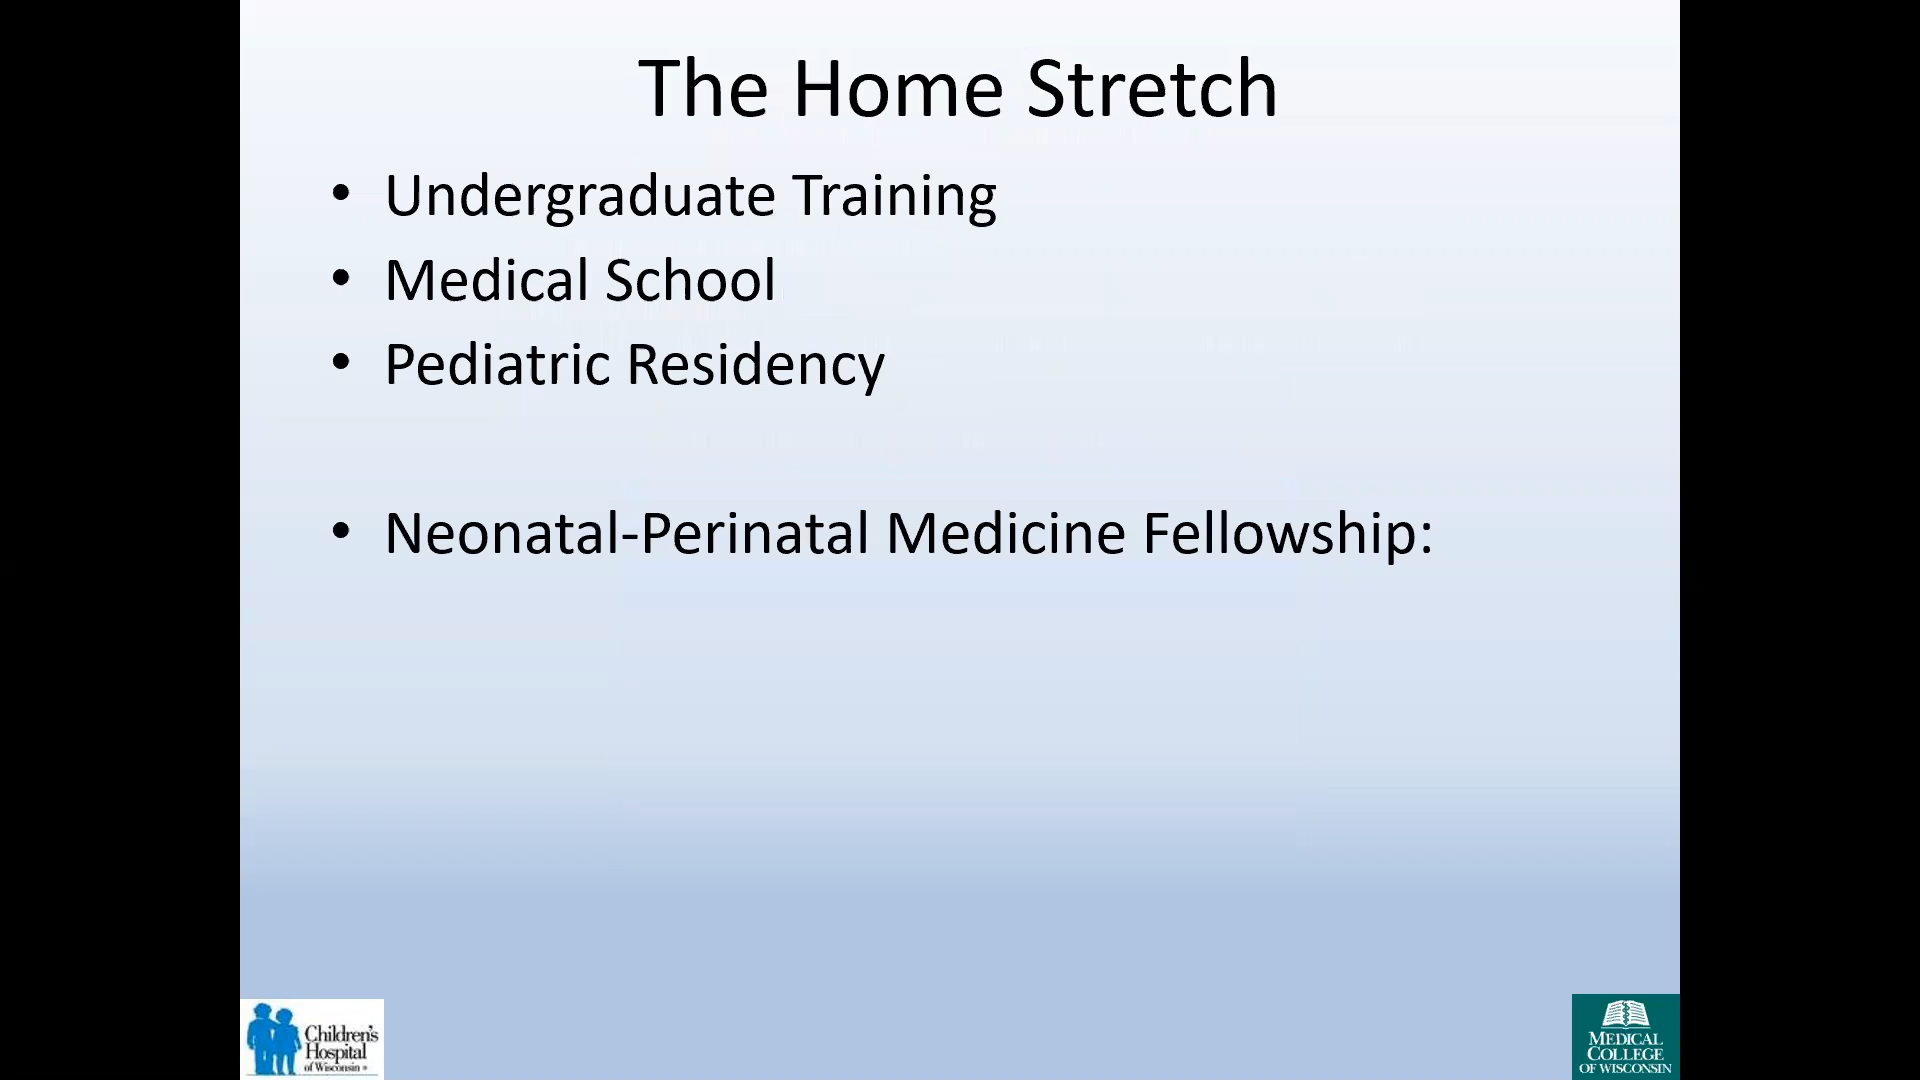 The Home Stretch
• Undergraduate Training
• Medical School
• Pediatric Residency
• Neonatal-Perinatal Medicine Fellowship:
Children's
Hospital
of Wisconsin
MEDICAL
COLLEGE
OF WISCONSIN